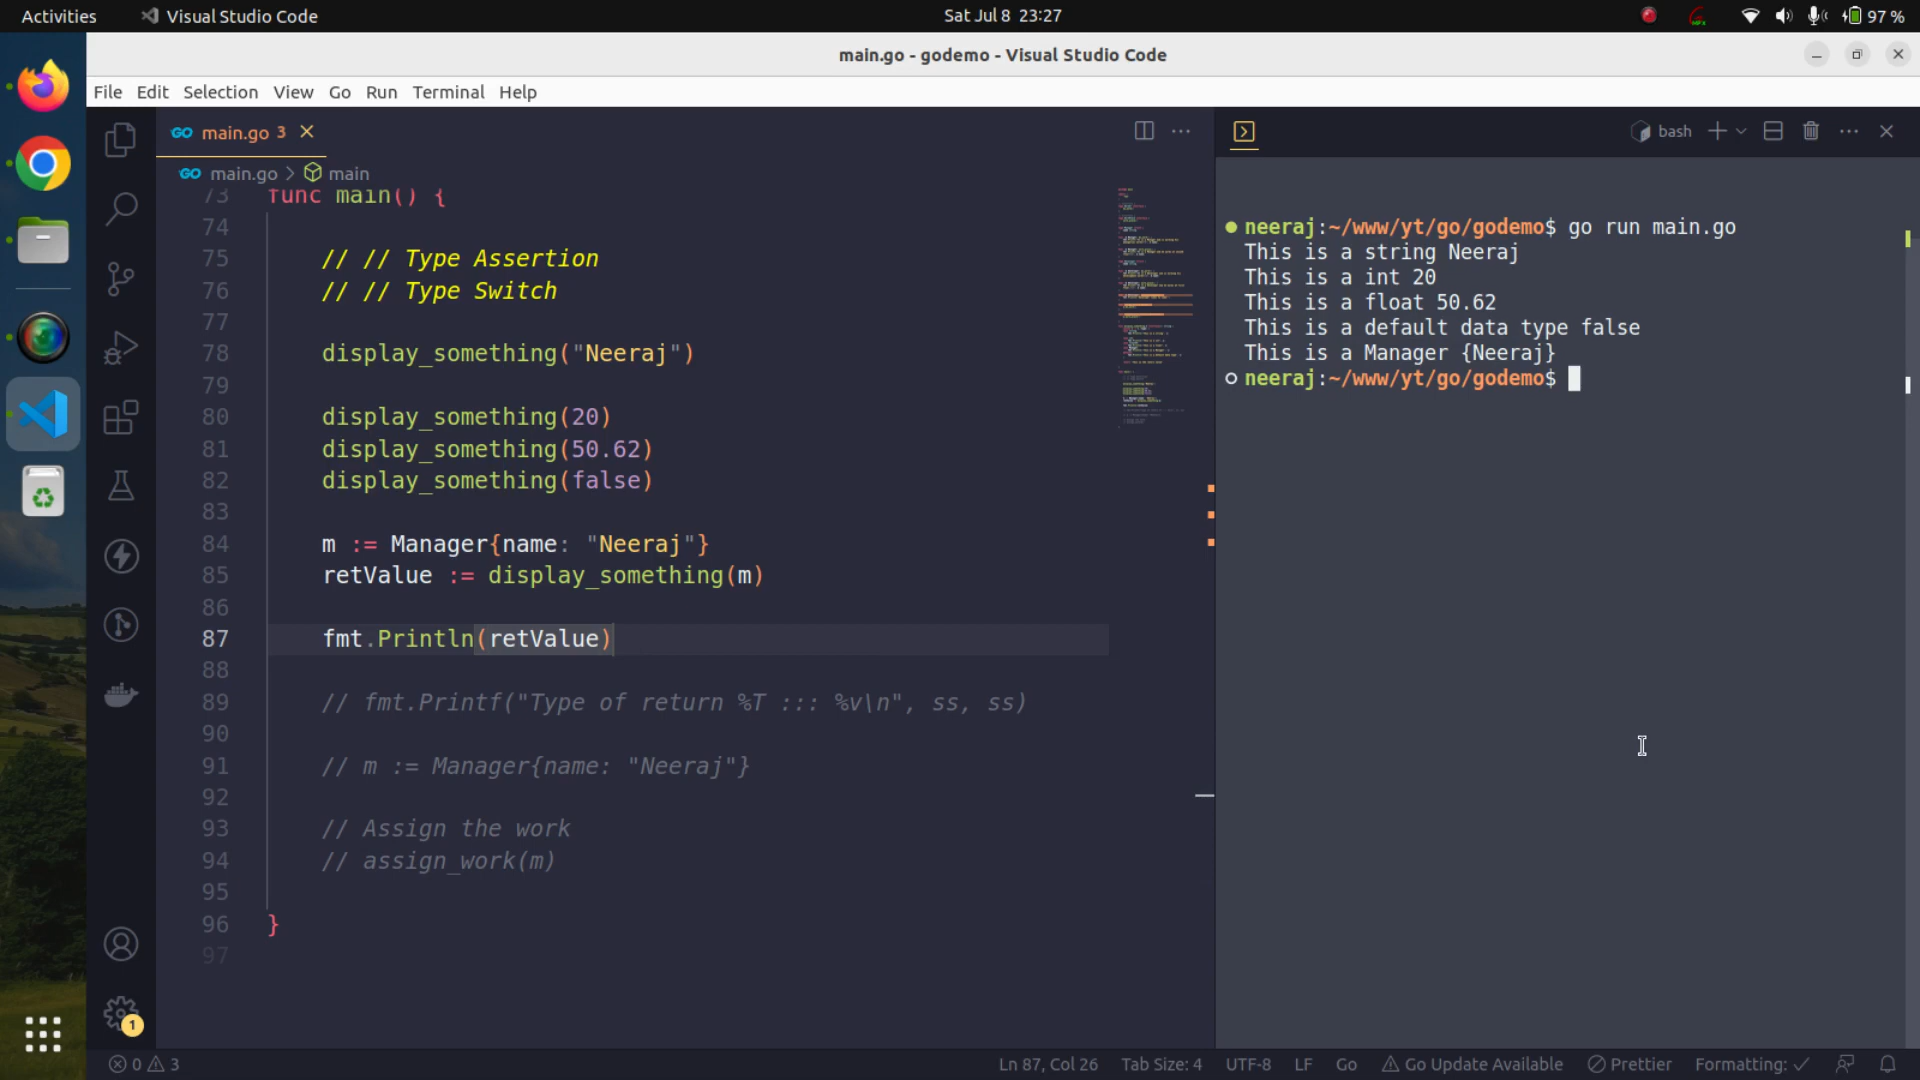 Activities
Visual Studio Code
Sat Jul 8 23:27
97 %
main.go - godemo - Visual Studio Code
File Edit Selection View Go Run Terminal Help
GO main.go 3
GO main.go > main
bash
73 func main() {
74
75 // // Type Assertion
76 // // Type Switch
77
78 display_something("Neeraj")
79
80 display_something(20)
81 display_something(50.62)
82 display_something(false)
83
84 m := Manager{name: "Neeraj"}
85 retValue := display_something(m)
86
87 fmt.Println(retValue)
88
89 // fmt.Printf("Type of return %T ::: %v\n", ss, ss)
90
91 // m := Manager{name: "Neeraj"}
92
93 // Assign the work
94 // assign_work(m)
95
96 }
97
neeraj:~/www/yt/go/godemo$ go run main.go
This is a string Neeraj
This is a int 20
This is a float 50.62
This is a default data type false
This is a Manager {Neeraj}
neeraj:~/www/yt/go/godemo$
1
0 3
Ln 87, Col 26 Tab Size: 4 UTF-8 LF Go Go Update Available Prettier Formatting: ✓